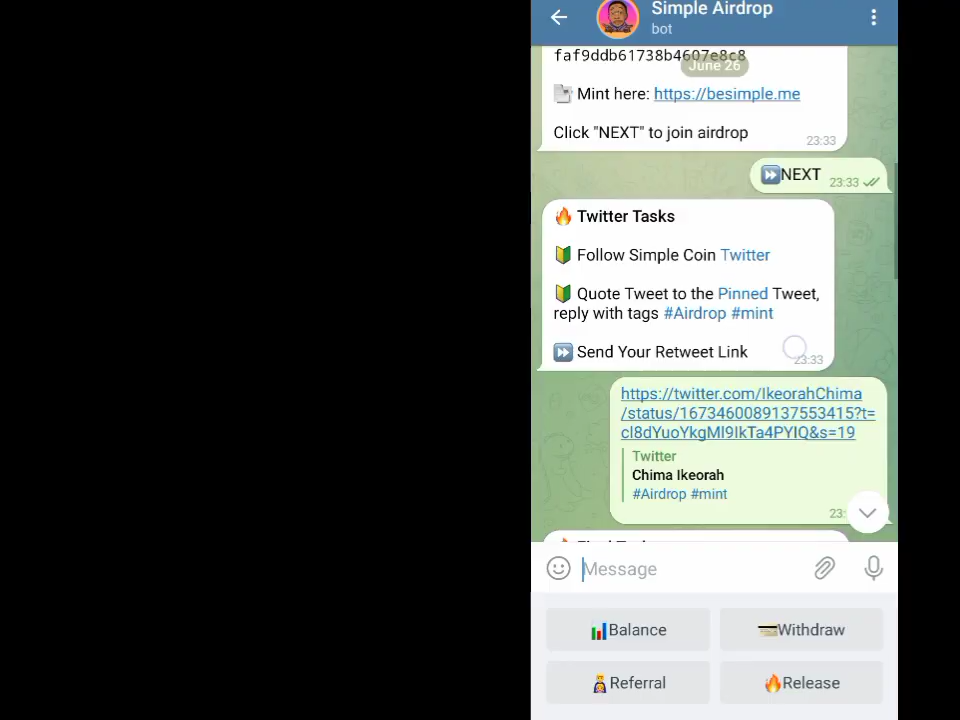 Simple Airdrop
bot
faf9ddb61738b4607e8c8
June 26
Mint here: https://besimple.me
Click "NEXT" to join airdrop
23:33
NEXT 23:33
Twitter Tasks
Follow Simple Coin Twitter
Quote Tweet to the Pinned Tweet,
reply with tags #Airdrop #mint
Send Your Retweet Link
23:33
https://twitter.com/IkeorahChima
/status/1673460089137553415?t=
cl8dYuoYkgMl9IkTa4PYIQ&s=19
Twitter
Chima Ikeorah
#Airdrop #mint
Message
Balance
Withdraw
Referral
Release